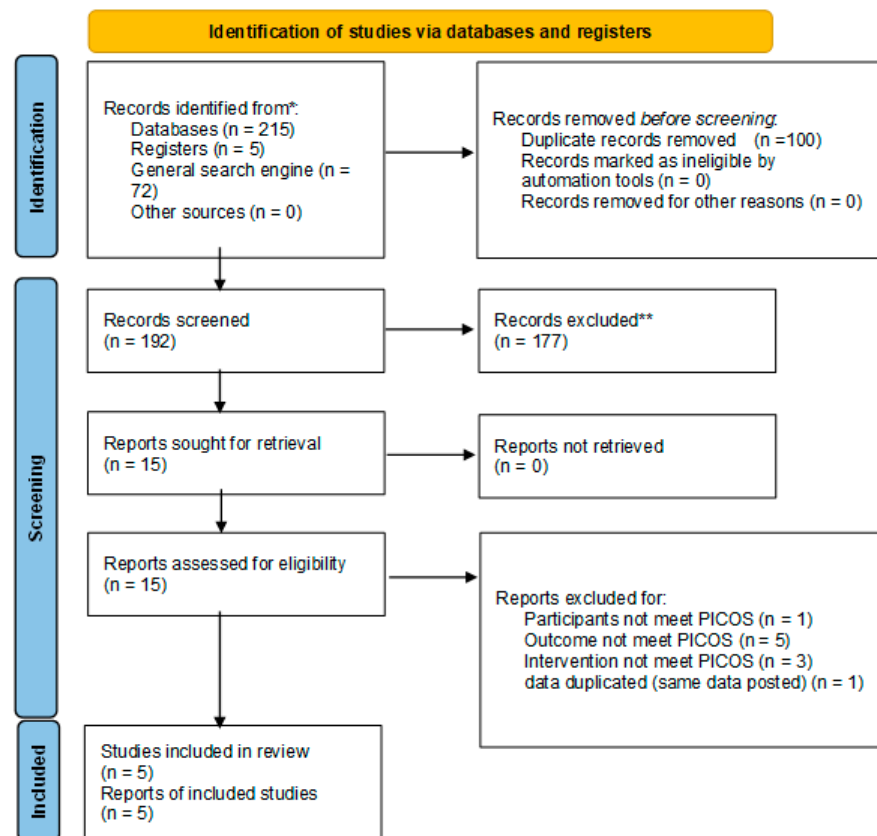 Identification of studies via databases and registers
Identification
Records identified from*:
Databases (n = 215)
Registers (n = 5)
General search engine (n =
72)
Other sources (n = 0)
Records removed before screening:
Duplicate records removed (n =100)
Records marked as ineligible by
automation tools (n = 0)
Records removed for other reasons (n = 0)
Screening
Records screened
(n = 192)
Records excluded**
(n = 177)
Reports sought for retrieval
(n = 15)
Reports not retrieved
(n = 0)
Reports assessed for eligibility
(n = 15)
Reports excluded for:
Participants not meet PICOS (n = 1)
Outcome not meet PICOS (n = 5)
Intervention not meet PICOS (n = 3)
data duplicated (same data posted) (n = 1)
Included
Studies included in review
(n = 5)
Reports of included studies
(n = 5)